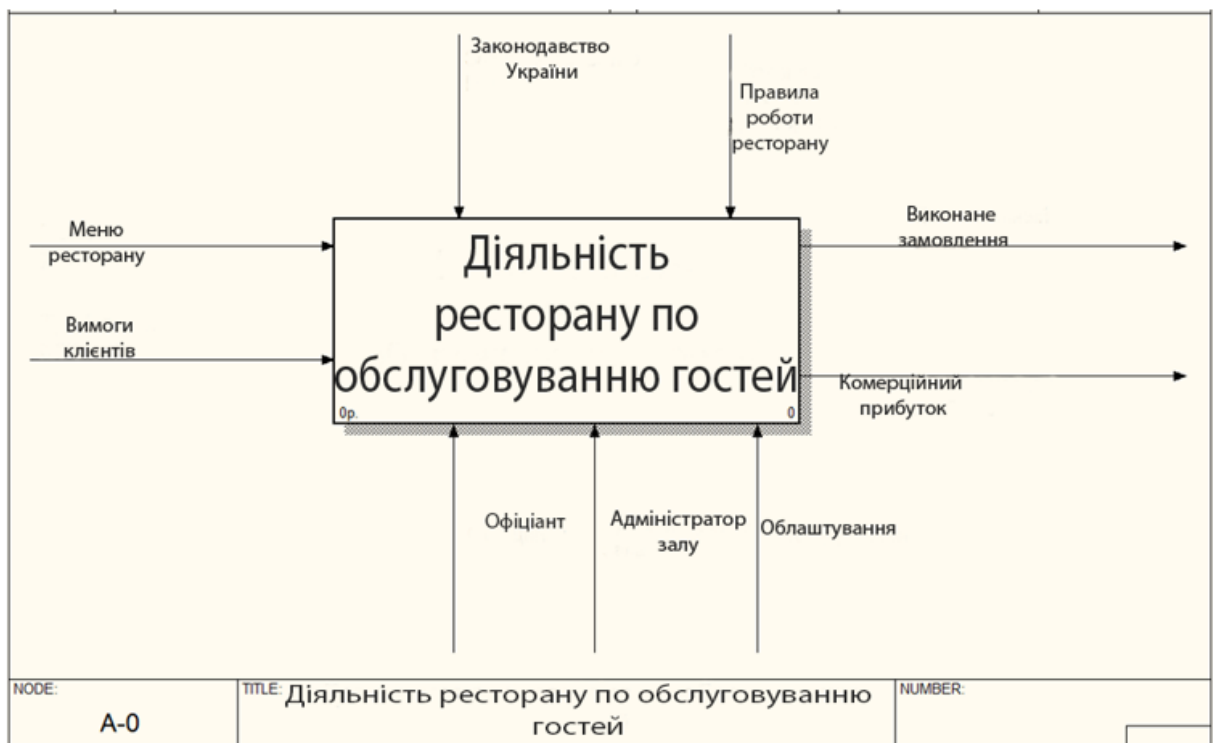 Законодавство
України
Правила
роботи
ресторану
Меню
ресторану
Вимоги
клієнтів
Діяльність
ресторану по
обслуговуванню гостей
0р.
0
Виконане
замовлення
Комерційний
прибуток
Офіціант
Адміністратор
залу
Облаштування
NODE:
A-0
TITLE: Діяльність ресторану по обслуговуванню
гостей
NUMBER: